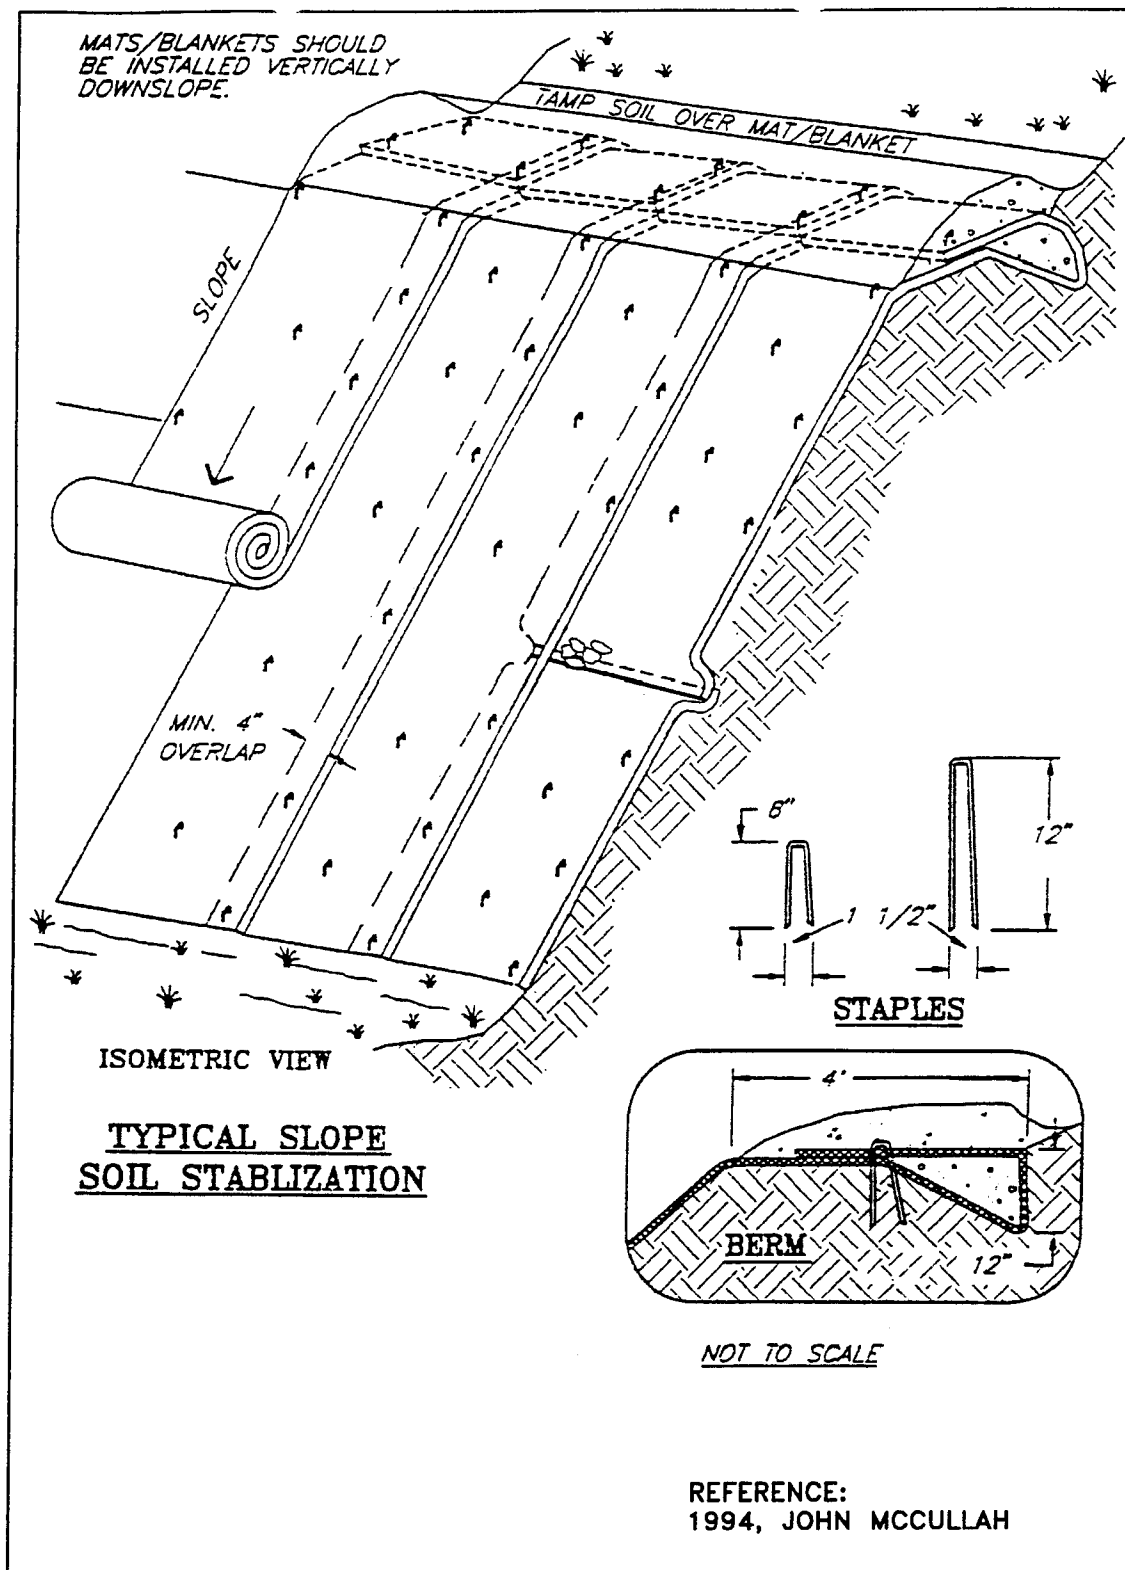 MATS/BLANKETS SHOULD
BE INSTALLED VERTICALLY
DOWNSLOPE.
TAMP SOIL OVER MAT/BLANKET
SLOPE
MIN. 4"
OVERLAP
8"
12"
1 1/2"
STAPLES
ISOMETRIC VIEW
TYPICAL SLOPE
SOIL STABLIZATION
4'
BERM
12"
NOT TO SCALE
REFERENCE:
1994, JOHN MCCULLAH